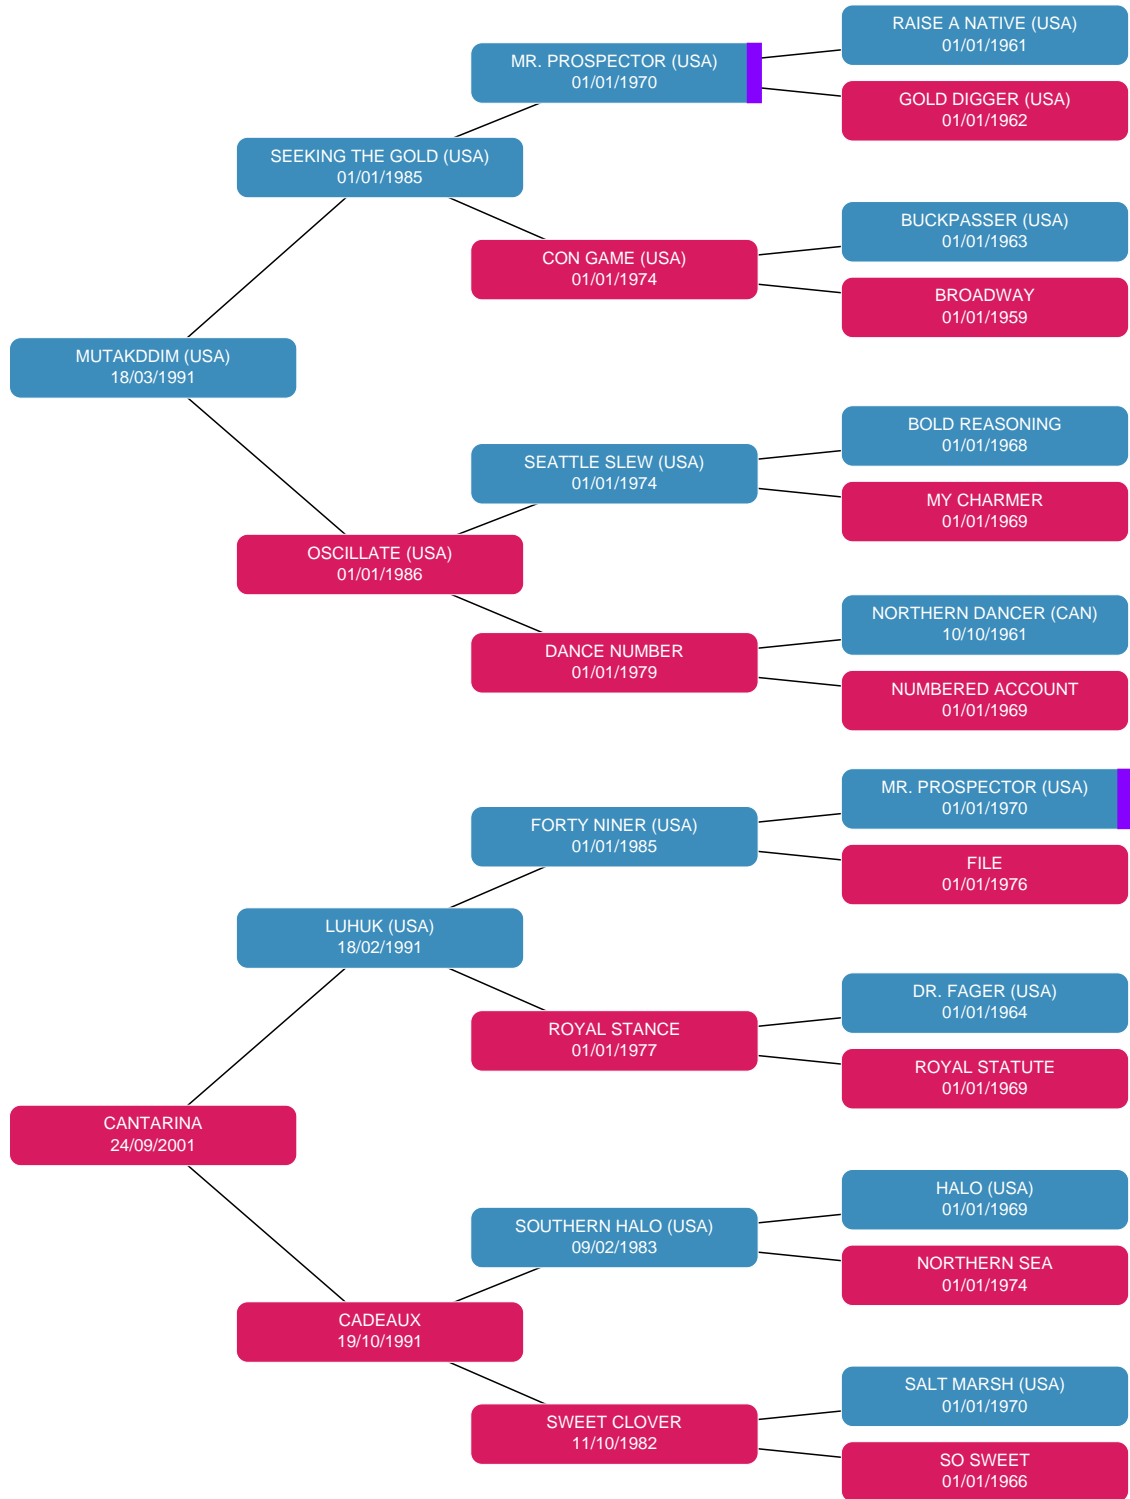 RAISE A NATIVE (USA)
01/01/1961
MR. PROSPECTOR (USA)
01/01/1970
GOLD DIGGER (USA)
01/01/1962
SEEKING THE GOLD (USA)
01/01/1985
BUCKPASSER (USA)
01/01/1963
CON GAME (USA)
01/01/1974
BROADWAY
01/01/1959
MUTAKDDIM (USA)
18/03/1991
BOLD REASONING
01/01/1968
SEATTLE SLEW (USA)
01/01/1974
MY CHARMER
01/01/1969
OSCILLATE (USA)
01/01/1986
NORTHERN DANCER (CAN)
10/10/1961
DANCE NUMBER
01/01/1979
NUMBERED ACCOUNT
01/01/1969
MR. PROSPECTOR (USA)
01/01/1970
FORTY NINER (USA)
01/01/1985
FILE
01/01/1976
LUHUK (USA)
18/02/1991
DR. FAGER (USA)
01/01/1964
ROYAL STANCE
01/01/1977
ROYAL STATUTE
01/01/1969
CANTARINA
24/09/2001
HALO (USA)
01/01/1969
SOUTHERN HALO (USA)
09/02/1983
NORTHERN SEA
01/01/1974
CADEAUX
19/10/1991
SALT MARSH (USA)
01/01/1970
SWEET CLOVER
11/10/1982
SO SWEET
01/01/1966